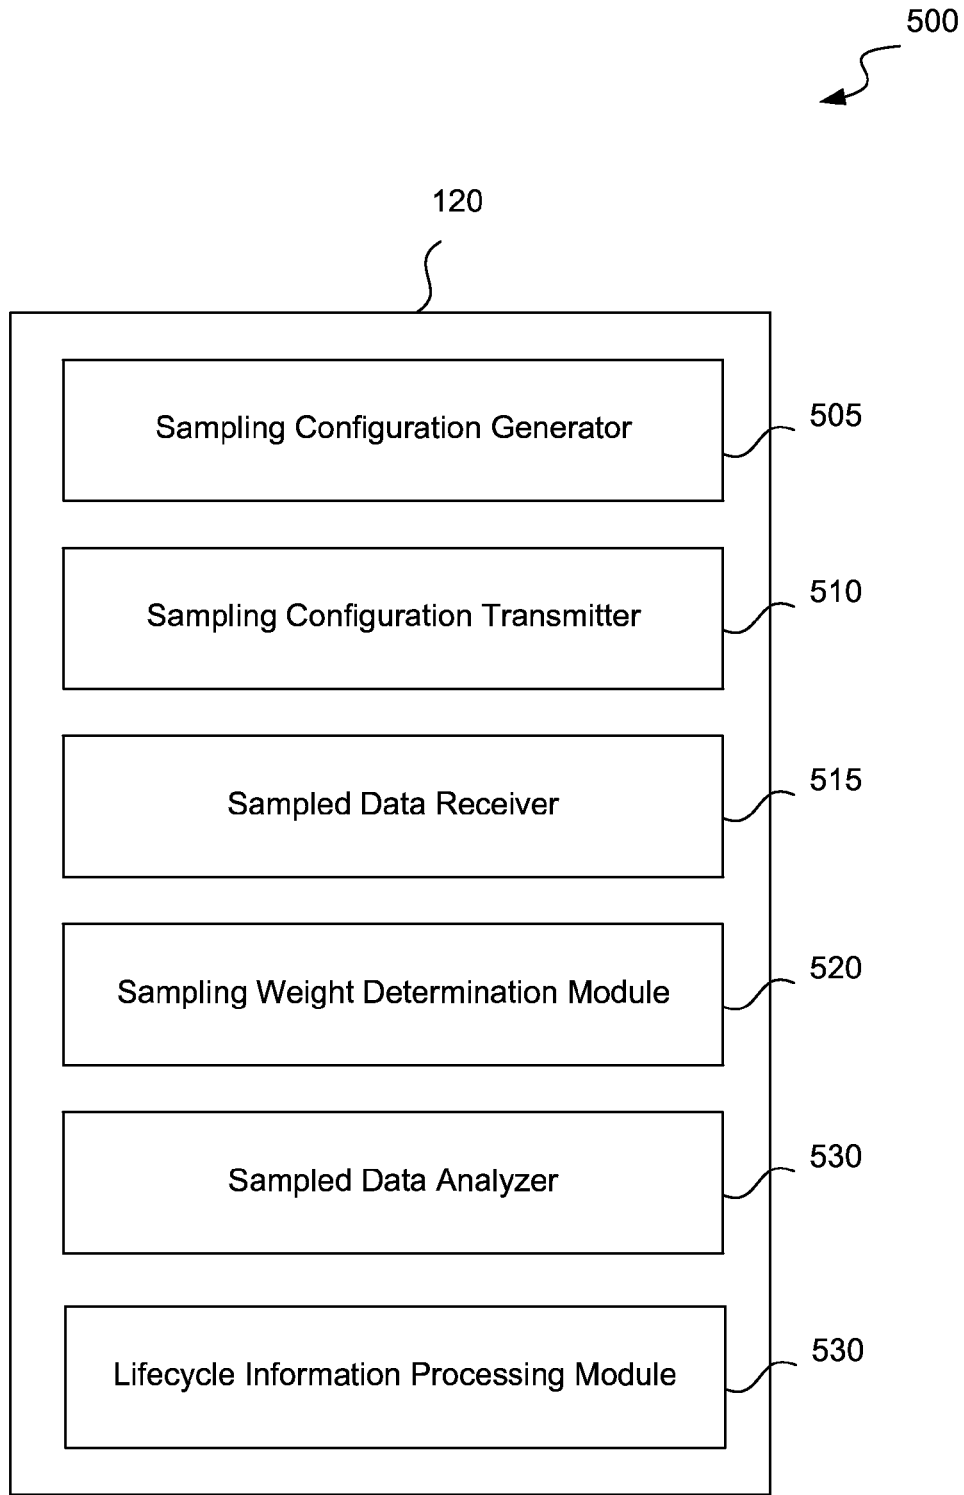 500
120
Sampling Configuration Generator
505
Sampling Configuration Transmitter
510
Sampled Data Receiver
515
Sampling Weight Determination Module
520
Sampled Data Analyzer
530
Lifecycle Information Processing Module
530